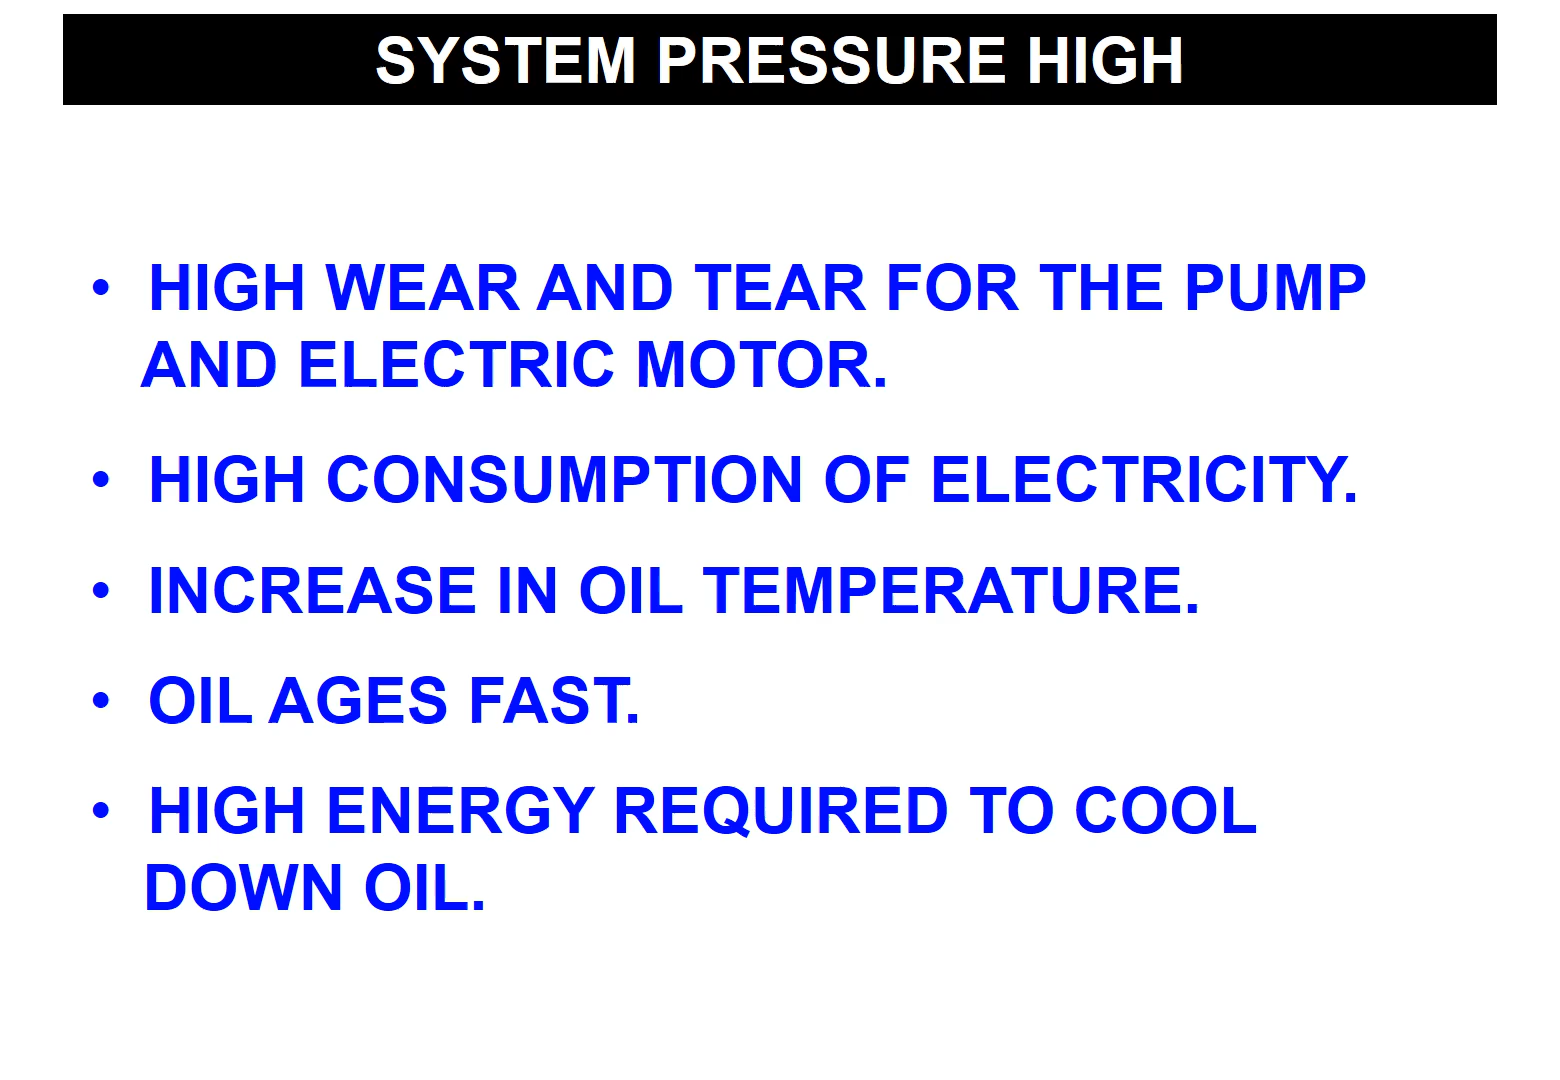 SYSTEM PRESSURE HIGH
• HIGH WEAR AND TEAR FOR THE PUMP
AND ELECTRIC MOTOR.
• HIGH CONSUMPTION OF ELECTRICITY.
• INCREASE IN OIL TEMPERATURE.
• OIL AGES FAST.
• HIGH ENERGY REQUIRED TO COOL
DOWN OIL.